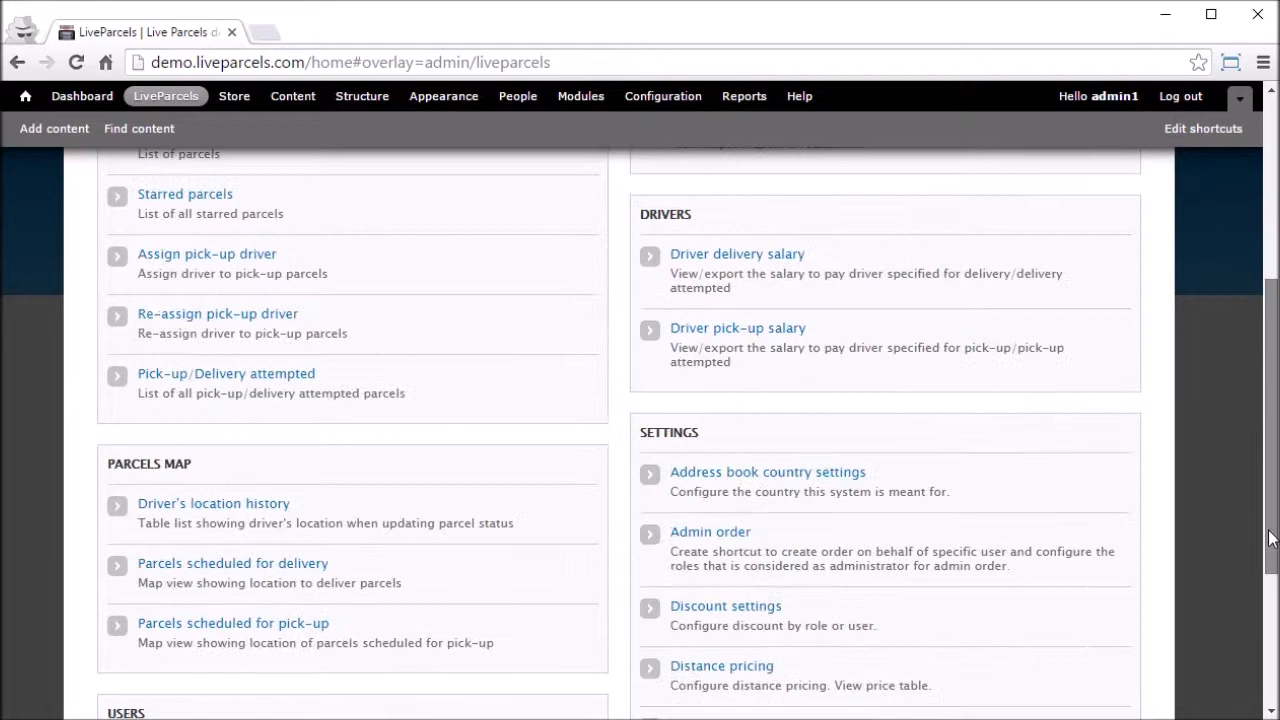 LiveParcels | Live Parcels d
demo.liveparcels.com/home#overlay=admin/liveparcels
Dashboard LiveParcels Store Content Structure Appearance People Modules Configuration Reports Help Hello admin1 Log out
Add content Find content Edit shortcuts
List of parcels
Starred parcels
List of all starred parcels
Assign pick-up driver
Assign driver to pick-up parcels
Re-assign pick-up driver
Re-assign driver to pick-up parcels
Pick-up/Delivery attempted
List of all pick-up/delivery attempted parcels
PARCELS MAP
Driver's location history
Table list showing driver's location when updating parcel status
Parcels scheduled for delivery
Map view showing location to deliver parcels
Parcels scheduled for pick-up
Map view showing location of parcels scheduled for pick-up
USERS
DRIVERS
Driver delivery salary
View/export the salary to pay driver specified for delivery/delivery
attempted
Driver pick-up salary
View/export the salary to pay driver specified for pick-up/pick-up
attempted
SETTINGS
Address book country settings
Configure the country this system is meant for.
Admin order
Create shortcut to create order on behalf of specific user and configure the
roles that is considered as administrator for admin order.
Discount settings
Configure discount by role or user.
Distance pricing
Configure distance pricing. View price table.